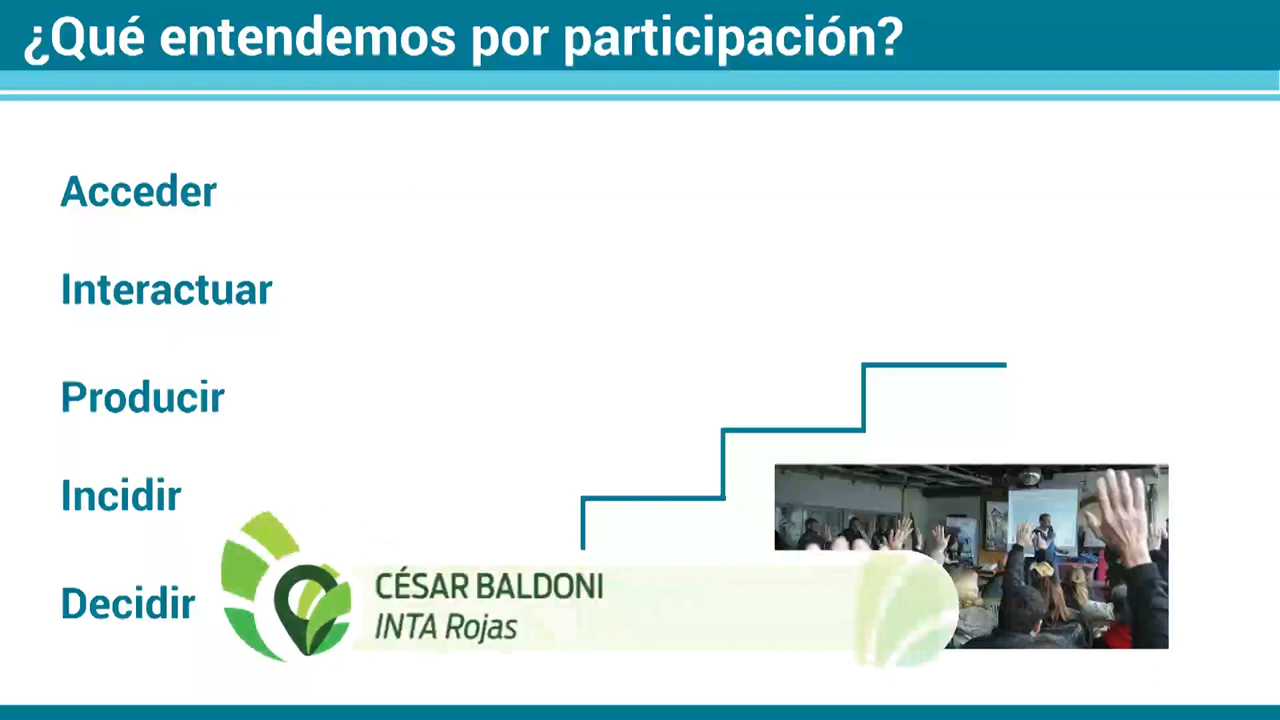 ¿Qué entendemos por participación?
Acceder
Interactuar
Producir
Incidir
Decidir
CÉSAR BALDONI
INTA Rojas